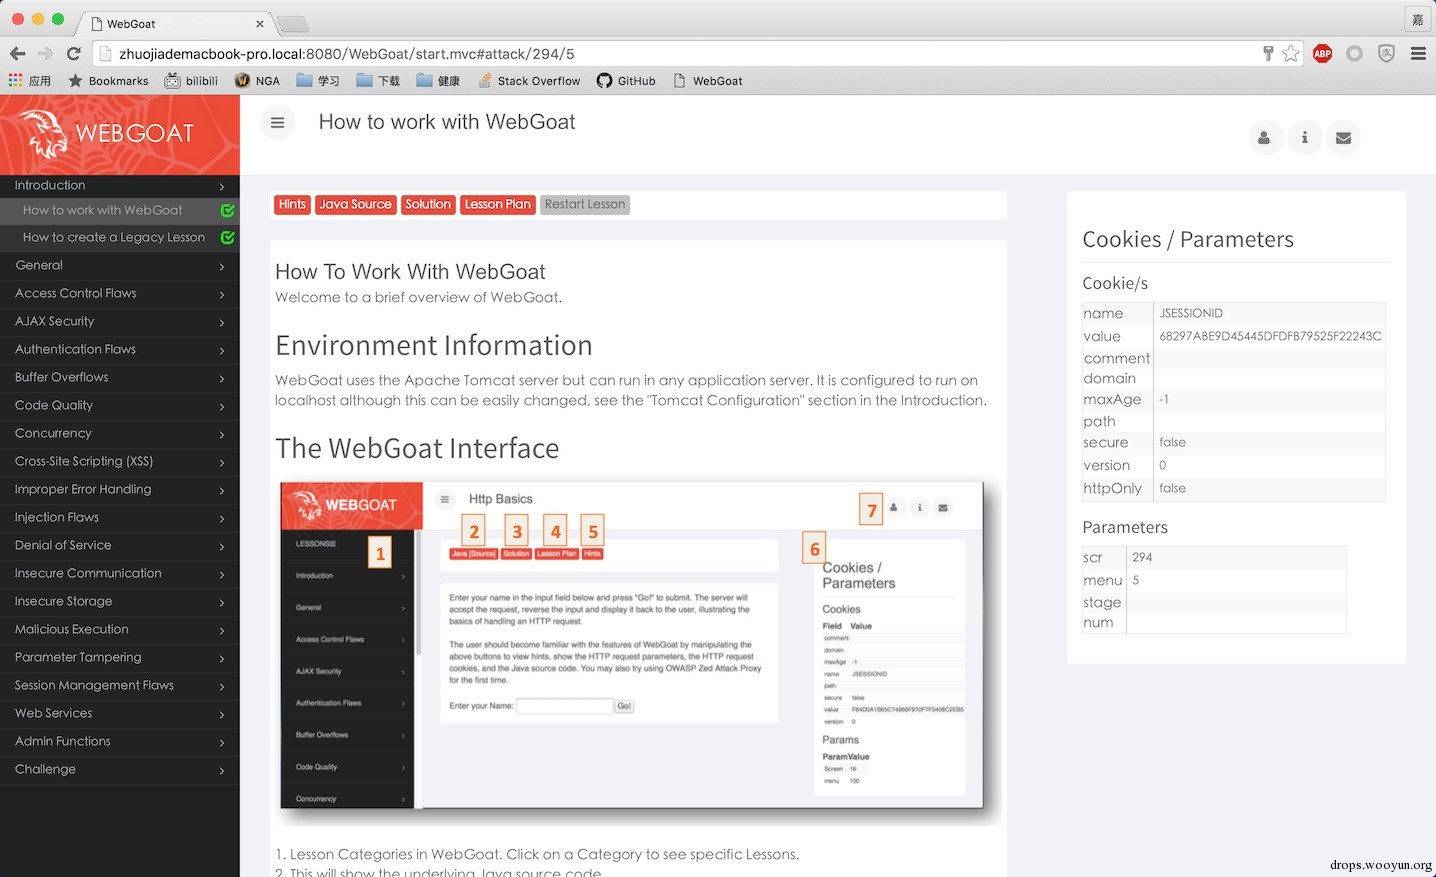 WebGoat
嘉
zhuojiademacbook-pro.local:8080/WebGoat/start.mvc#attack/294/5
ABP
应用 Bookmarks bilibili NGA 学习 下载 健康 Stack Overflow GitHub WebGoat
WEBGOAT
Introduction
How to work with WebGoat
How to create a Legacy Lesson
General
Access Control Flaws
AJAX Security
Authentication Flaws
Buffer Overflows
Code Quality
Concurrency
Cross-Site Scripting (XSS)
Improper Error Handling
Injection Flaws
Denial of Service
Insecure Communication
Insecure Storage
Malicious Execution
Parameter Tampering
Session Management Flaws
Web Services
Admin Functions
Challenge
How to work with WebGoat
Hints Java Source Solution Lesson Plan Restart Lesson
How To Work With WebGoat
Welcome to a brief overview of WebGoat.
Environment Information
WebGoat uses the Apache Tomcat server but can run in any application server. It is configured to run on
localhost although this can be easily changed, see the "Tomcat Configuration" section in the Introduction.
The WebGoat Interface
WEBGOAT
Http Basics
7
2 3 4 5
1
6
LESSONS
Introduction
General
Access Control Flaws
AJAX Security
Authentication Flaws
Buffer Overflows
Code Quality
Concurrency
Java [Source] Solution Lesson Plan Hints
Enter your name in the input field below and press "Go!" to submit. The server will
accept the request, reverse the input and display it back to the user, illustrating the
basics of handling an HTTP request.
The user should become familiar with the features of WebGoat by manipulating the
above buttons to view hints, show the HTTP request parameters, the HTTP request
cookies, and the Java source code. You may also try using OWASP Zed Attack Proxy
for the first time.
Enter your Name: Go!
Cookies /
Parameters
Cookies
Field Value
comment
domain
maxAge -1
name JSESSIONID
path
secure false
value
version 0
Params
ParamValue
Screen 16
menu 100
1. Lesson Categories in WebGoat. Click on a Category to see specific Lessons.
2. This will show the underlying Java source code.
Cookies / Parameters
Cookie/s
name JSESSIONID
value 68297ABE9D45445DFDFB79525F22243C
comment
domain
maxAge -1
path
secure false
version 0
httpOnly false
Parameters
scr 294
menu 5
stage
num
drops.wooyun.org